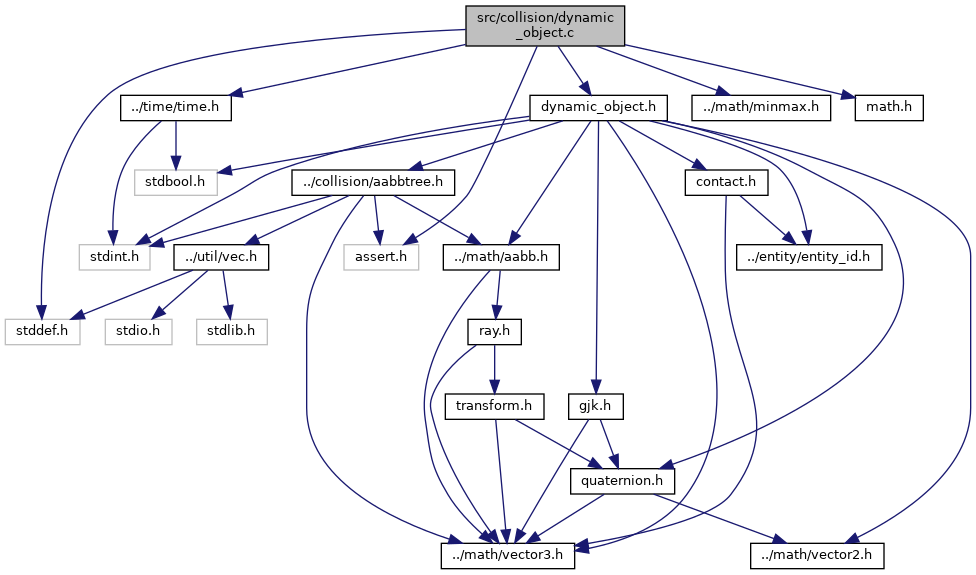 src/collision/dynamic
_object.c
../time/time.h
dynamic_object.h
../math/minmax.h
math.h
stdbool.h
../collision/aabbtree.h
contact.h
stdint.h
../util/vec.h
assert.h
../math/aabb.h
../entity/entity_id.h
stddef.h
stdio.h
stdlib.h
ray.h
transform.h
gjk.h
quaternion.h
../math/vector3.h
../math/vector2.h